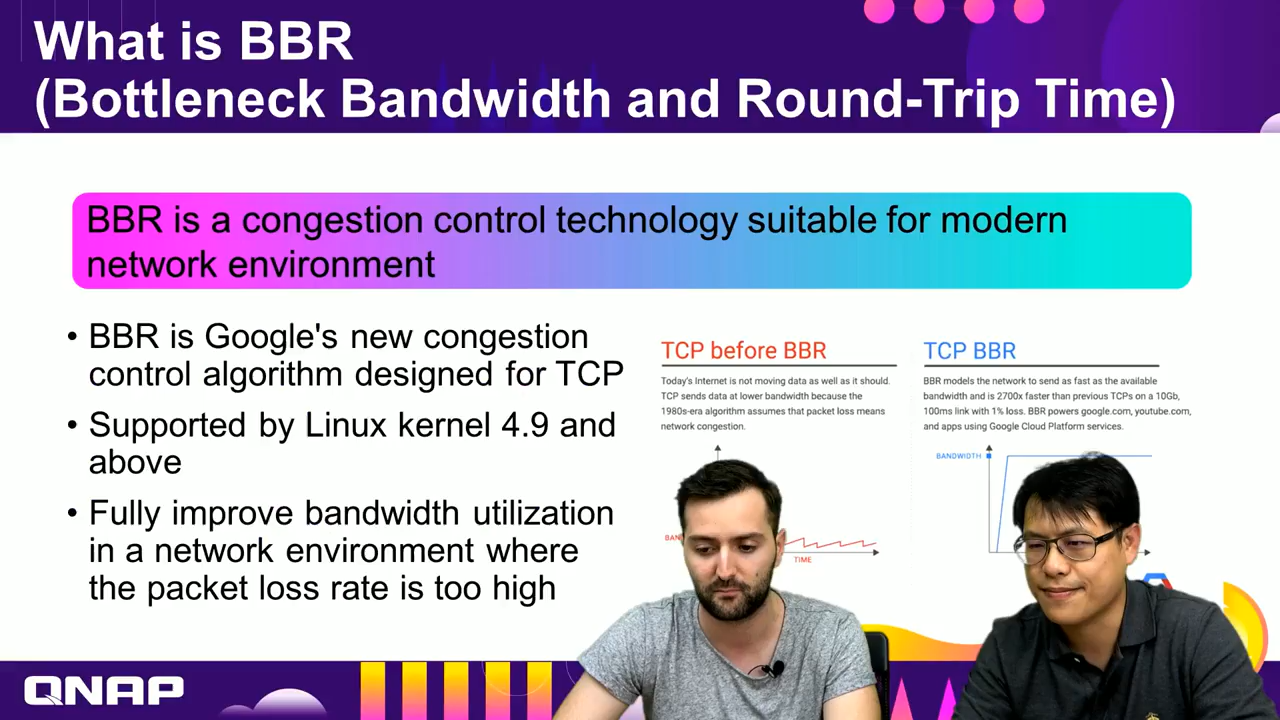 What is BBR
(Bottleneck Bandwidth and Round-Trip Time)
BBR is a congestion control technology suitable for modern
network environment
• BBR is Google's new congestion
control algorithm designed for TCP
• Supported by Linux kernel 4.9 and
above
• Fully improve bandwidth utilization
in a network environment where
the packet loss rate is too high
TCP before BBR
Today's Internet is not moving data as well as it should.
TCP sends data at lower bandwidth because the
1980s-era algorithm assumes that packet loss means
network congestion.
TIME
TCP BBR
BBR models the network to send as fast as the available
bandwidth and is 2700x faster than previous TCPs on a 10Gb,
100ms link with 1% loss. BBR powers google.com, youtube.com,
and apps using Google Cloud Platform services.
BANDWIDTH
QNAP